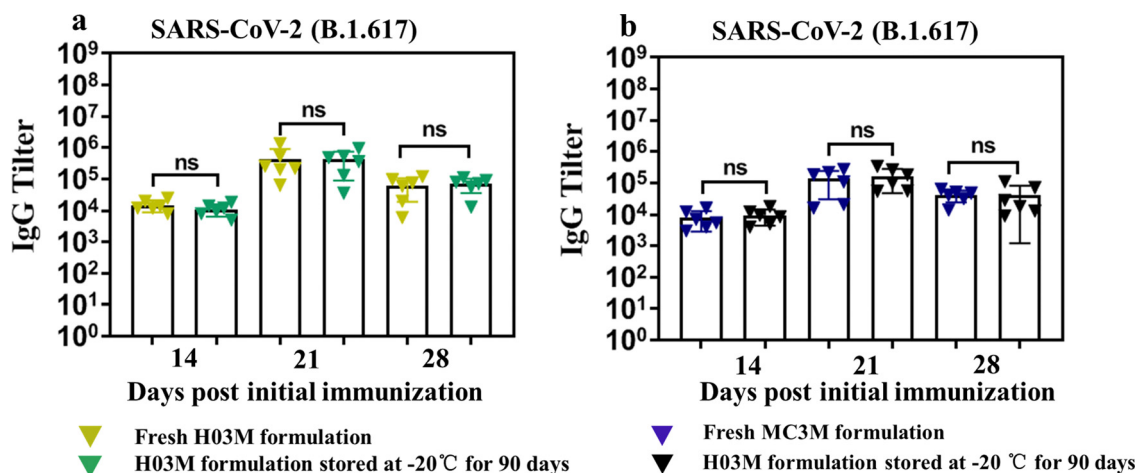 a
SARS-CoV-2 (B.1.617)
IgG Tilter
10⁹
10⁸
10⁷
10⁶
10⁵
10⁴
10³
10²
10¹
10⁰
ns
ns
ns
14
21
28
Days post initial immunization
Fresh H03M formulation
H03M formulation stored at -20℃ for 90 days
b
SARS-CoV-2 (B.1.617)
IgG Tilter
10⁹
10⁸
10⁷
10⁶
10⁵
10⁴
10³
10²
10¹
10⁰
ns
ns
ns
14
21
28
Days post initial immunization
Fresh MC3M formulation
H03M formulation stored at -20℃ for 90 days